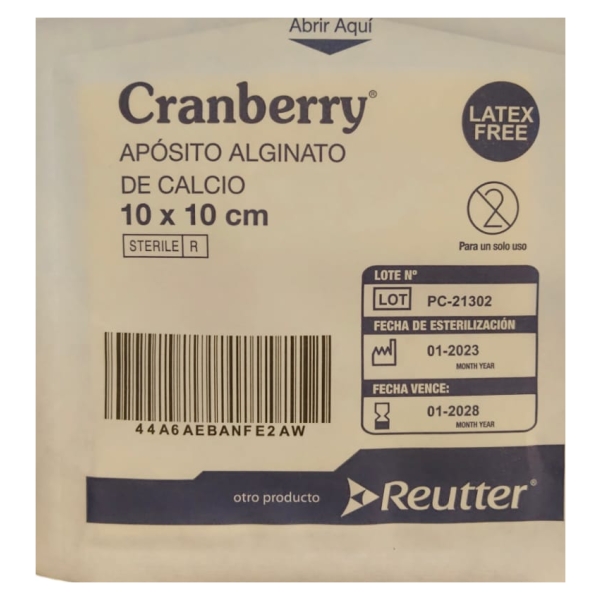 Abrir Aquí
Cranberry®
LATEX
FREE
APÓSITO ALGINATO
DE CALCIO
10 x 10 cm
STERILE R
2
Para un solo uso
LOTE Nº
LOT PC-21302
FECHA DE ESTERILIZACIÓN
01-2023
MONTH YEAR
FECHA VENCE:
01-2028
MONTH YEAR
44A6AEBANFE2AW
otro producto Reutter®